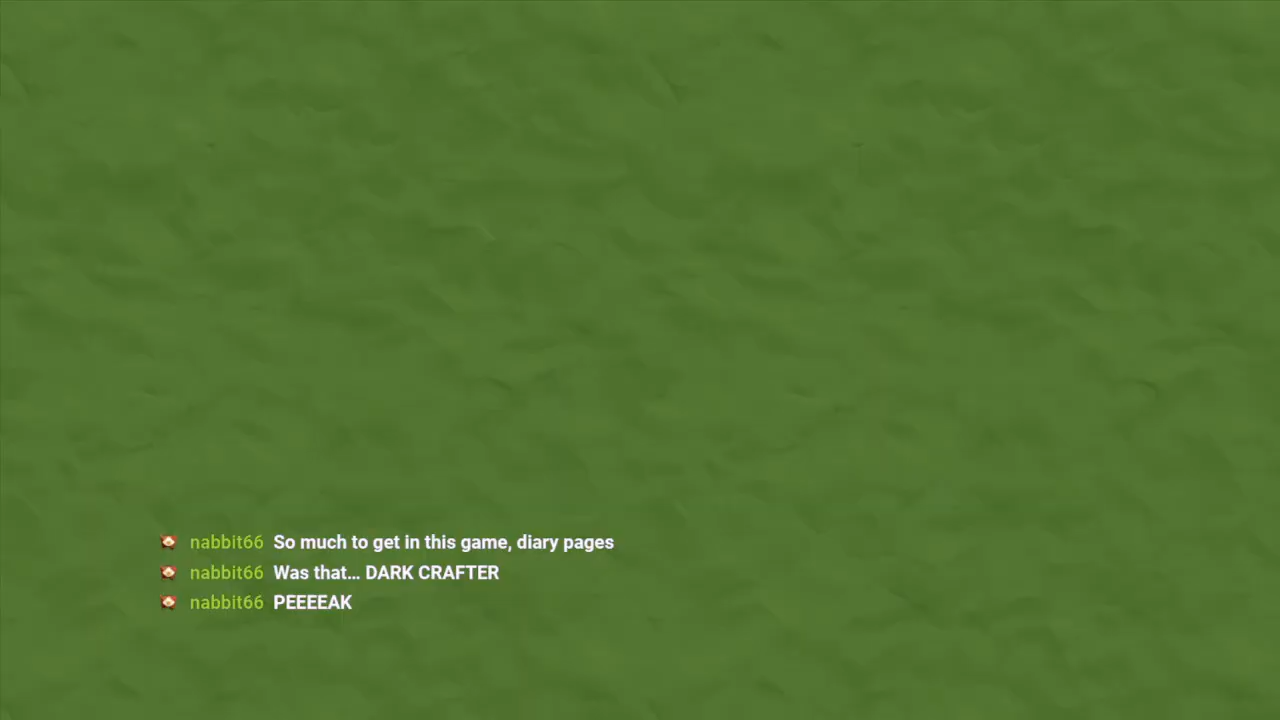 nabbit66 So much to get in this game, diary pages
nabbit66 Was that... DARK CRAFTER
nabbit66 PEEEEAK